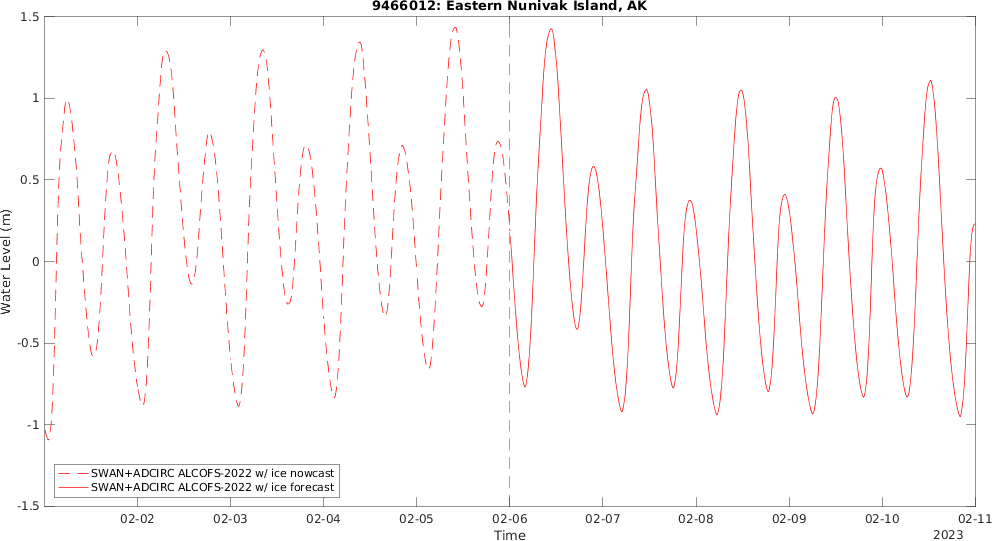 9466012: Eastern Nunivak Island, AK
1.5
1
0.5
0
-0.5
-1
-1.5
Water Level (m)
SWAN+ADCIRC ALCOFS-2022 w/ ice nowcast
SWAN+ADCIRC ALCOFS-2022 w/ ice forecast
02-02 02-03 02-04 02-05 02-06 02-07 02-08 02-09 02-10 02-11
Time
2023